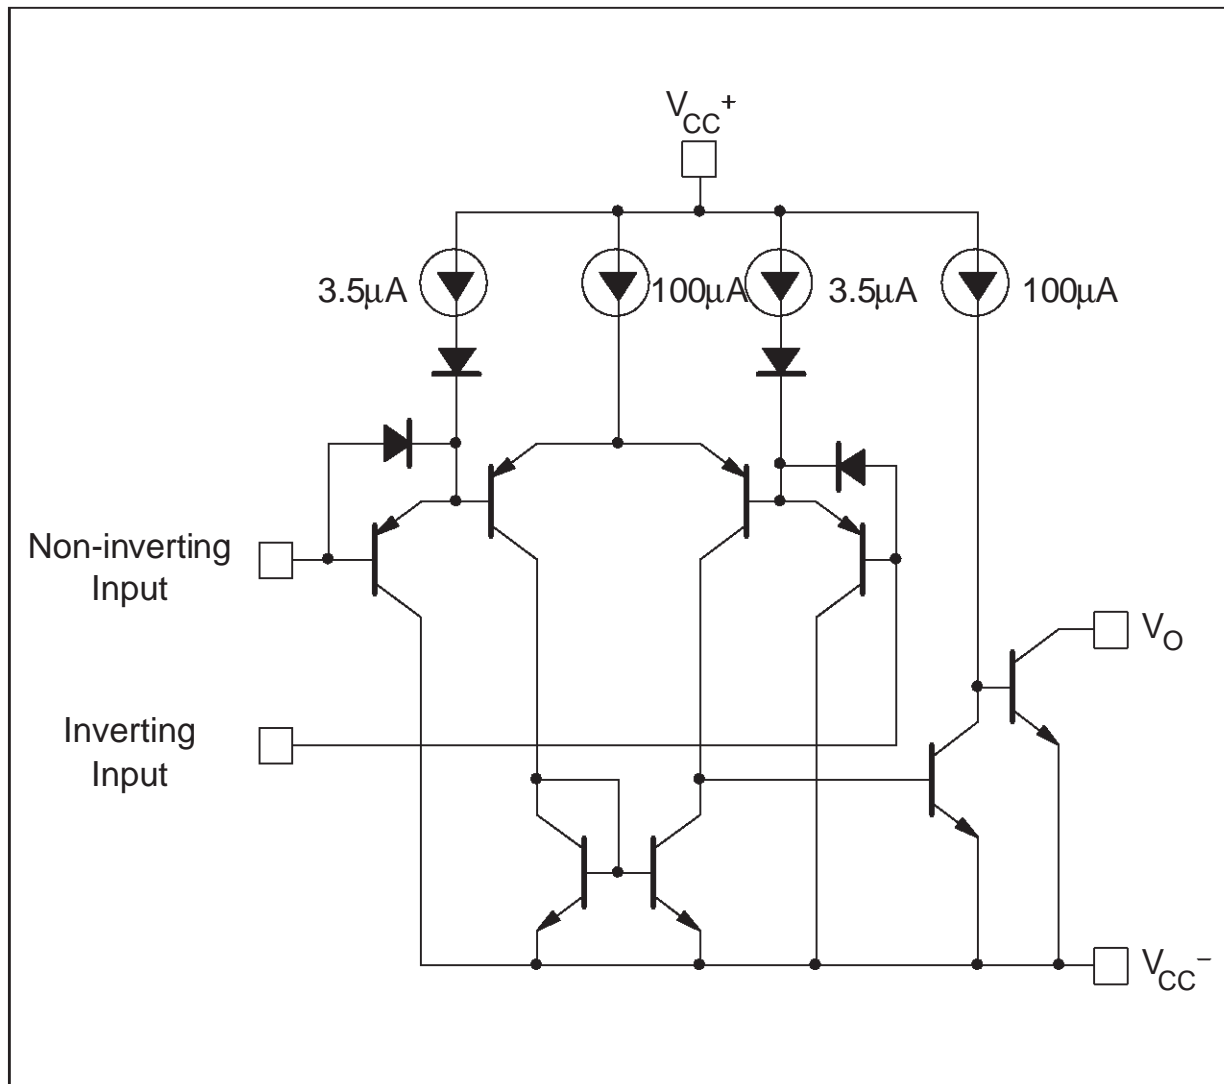 VCC+
3.5μA
100μA
3.5μA
100μA
Non-inverting
Input
VO
Inverting
Input
VCC−